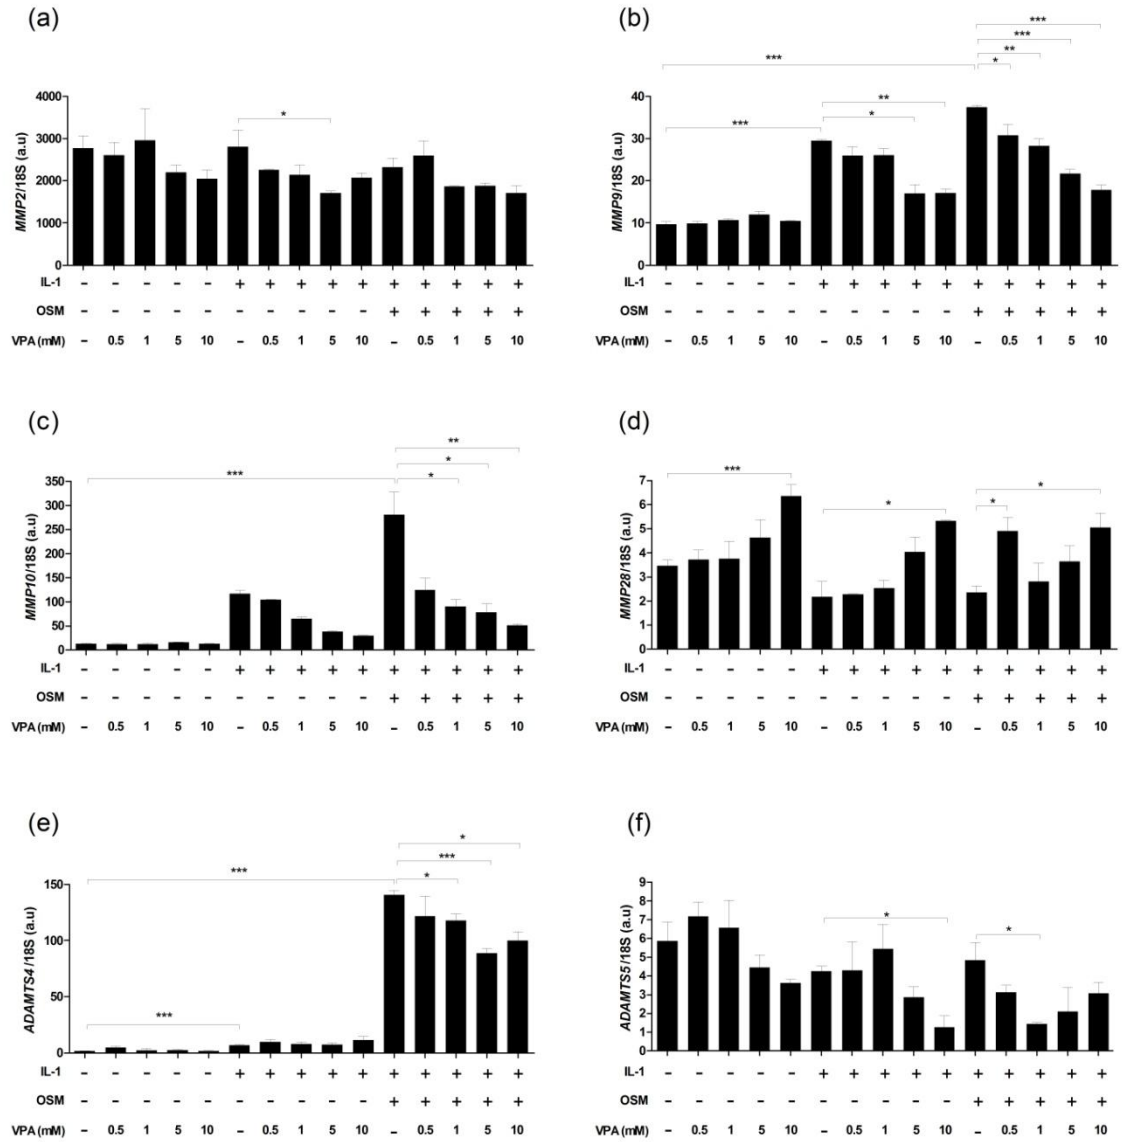 (a)
*
4000
3000
2000
1000
0
MMP2/18S (a.u)
IL-1 – – – – – + + + + + + + + + +
OSM – – – – – – – – – – + + + + +
VPA (mM) – 0.5 1 5 10 – 0.5 1 5 10 – 0.5 1 5 10
(b)
***
***
**
*
***
**
*
***
40
30
20
10
0
MMP9/18S (a.u)
IL-1 – – – – – + + + + + + + + + +
OSM – – – – – – – – – – + + + + +
VPA (mM) – 0.5 1 5 10 – 0.5 1 5 10 – 0.5 1 5 10
(c)
**
*
***
*
350
300
250
200
150
100
50
0
MMP10/18S (a.u)
IL-1 – – – – – + + + + + + + + + +
OSM – – – – – – – – – – + + + + +
VPA (mM) – 0.5 1 5 10 – 0.5 1 5 10 – 0.5 1 5 10
(d)
***
*
*
*
7
6
5
4
3
2
1
0
MMP28/18S (a.u)
IL-1 – – – – – + + + + + + + + + +
OSM – – – – – – – – – – + + + + +
VPA (mM) – 0.5 1 5 10 – 0.5 1 5 10 – 0.5 1 5 10
(e)
*
***
***
*
***
150
100
50
0
ADAMTS4/18S (a.u)
IL-1 – – – – – + + + + + + + + + +
OSM – – – – – – – – – – + + + + +
VPA (mM) – 0.5 1 5 10 – 0.5 1 5 10 – 0.5 1 5 10
(f)
*
*
9
8
7
6
5
4
3
2
1
0
ADAMTS5/18S (a.u)
IL-1 – – – – – + + + + + + + + + +
OSM – – – – – – – – – – + + + + +
VPA (mM) – 0.5 1 5 10 – 0.5 1 5 10 – 0.5 1 5 10